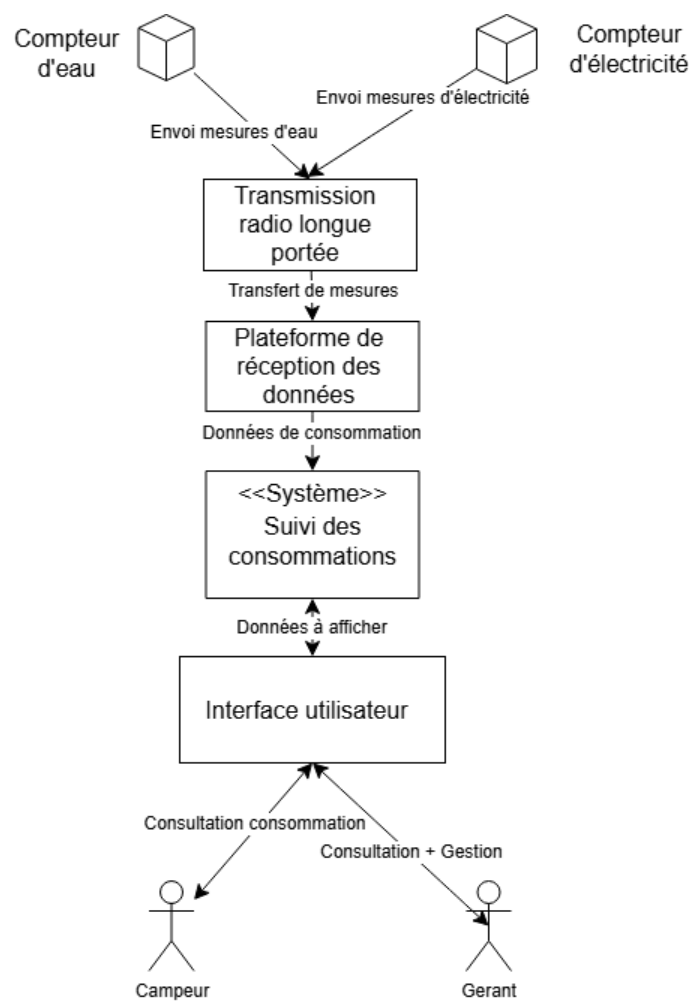 Compteur
d'eau
Compteur
d'électricité
Envoi mesures d'électricité
Envoi mesures d'eau
Transmission
radio longue
portée
Transfert de mesures
Plateforme de
réception des
données
Données de consommation
<<Système>>
Suivi des
consommations
Données à afficher
Interface utilisateur
Consultation consommation
Consultation + Gestion
Campeur
Gerant